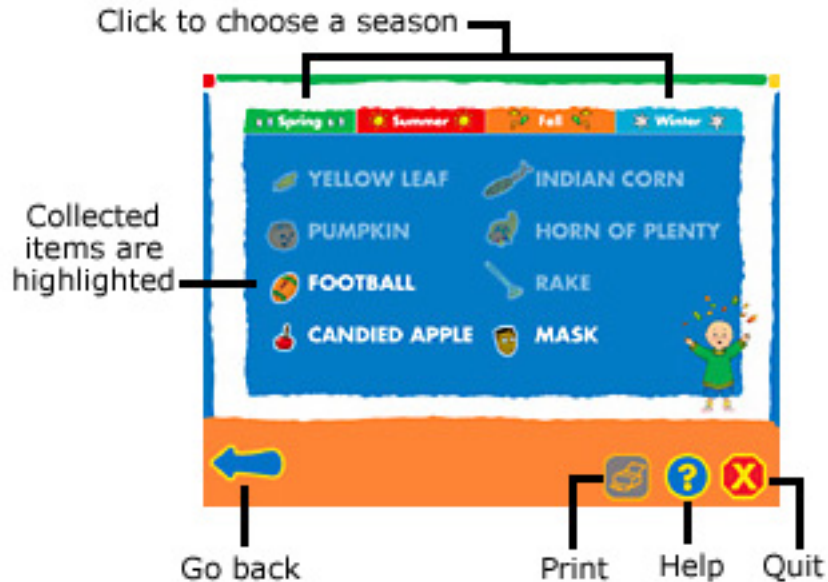 Click to choose a season
Spring Summer Fall Winter
YELLOW LEAF INDIAN CORN
PUMPKIN HORN OF PLENTY
Collected
items are
highlighted
FOOTBALL RAKE
CANDIED APPLE MASK
?
X
Go back Print Help Quit